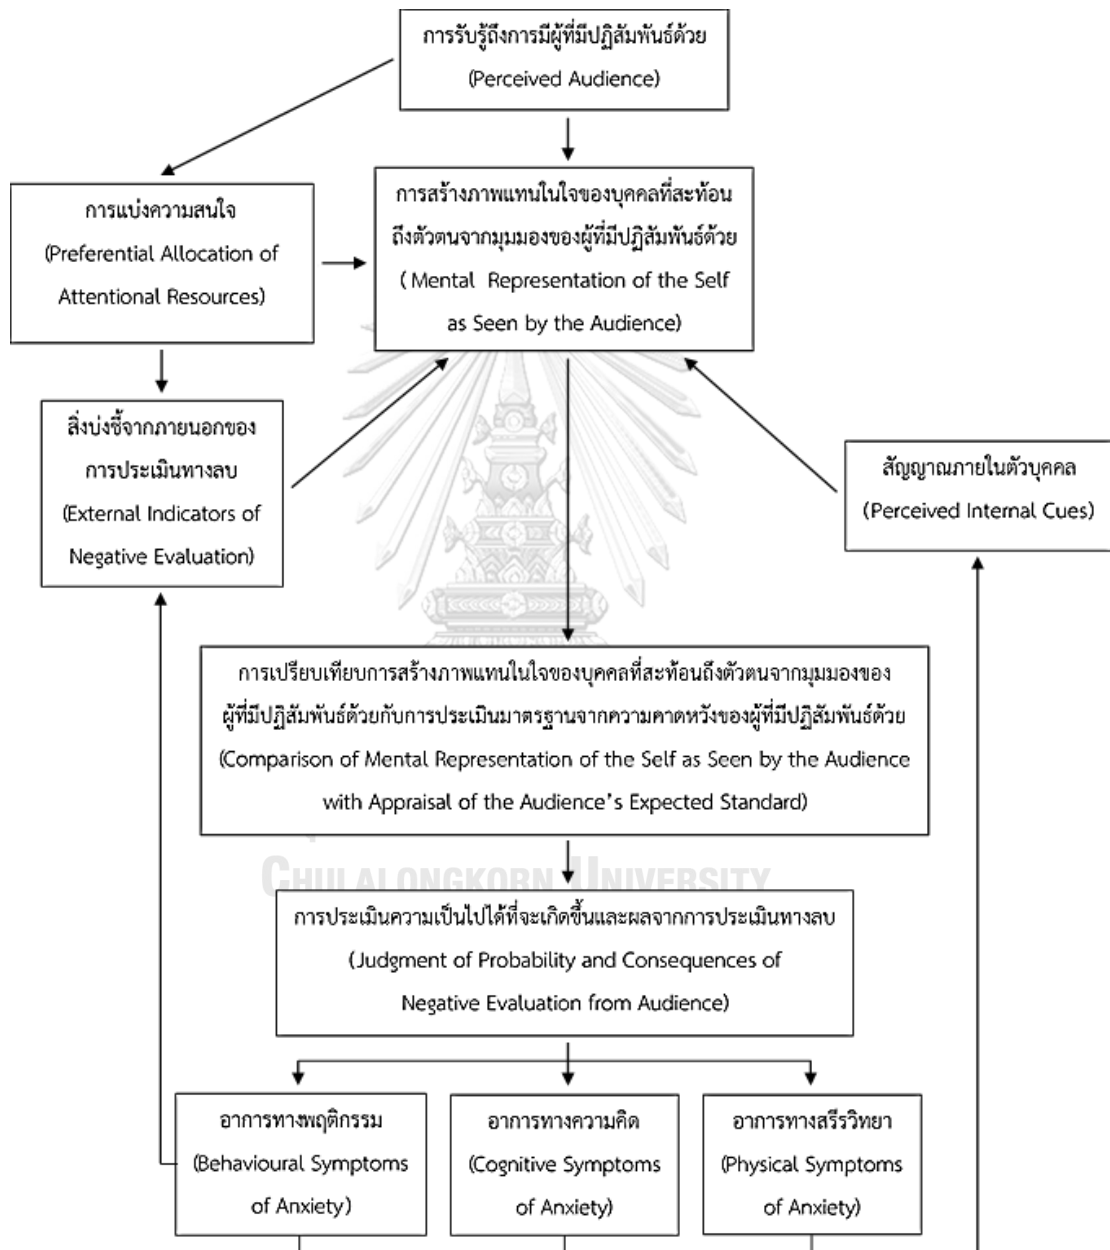 การรับรู้ถึงการมีผู้ที่มีปฏิสัมพันธ์ด้วย
(Perceived Audience)
การแบ่งความสนใจ
(Preferential Allocation of
Attentional Resources)
การสร้างภาพแทนในใจของบุคคลที่สะท้อน
ถึงตัวตนจากมุมมองของผู้ที่มีปฏิสัมพันธ์ด้วย
( Mental Representation of the Self
as Seen by the Audience)
สิ่งบ่งชี้จากภายนอกของ
การประเมินทางลบ
(External Indicators of
Negative Evaluation)
สัญญาณภายในตัวบุคคล
(Perceived Internal Cues)
การเปรียบเทียบการสร้างภาพแทนในใจของบุคคลที่สะท้อนถึงตัวตนจากมุมมองของ
ผู้ที่มีปฏิสัมพันธ์ด้วยกับการประเมินมาตรฐานจากความคาดหวังของผู้ที่มีปฏิสัมพันธ์ด้วย
(Comparison of Mental Representation of the Self as Seen by the Audience
with Appraisal of the Audience’s Expected Standard)
CHULALONGKORN UNIVERSITY
การประเมินความเป็นไปได้ที่จะเกิดขึ้นและผลจากการประเมินทางลบ
(Judgment of Probability and Consequences of
Negative Evaluation from Audience)
อาการทางพฤติกรรม
(Behavioural Symptoms
of Anxiety)
อาการทางความคิด
(Cognitive Symptoms
of Anxiety)
อาการทางสรีรวิทยา
(Physical Symptoms
of Anxiety)